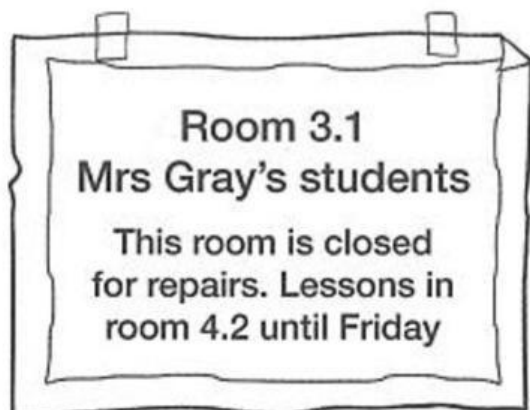 Room 3.1
Mrs Gray's students
This room is closed
for repairs. Lessons in
room 4.2 until Friday